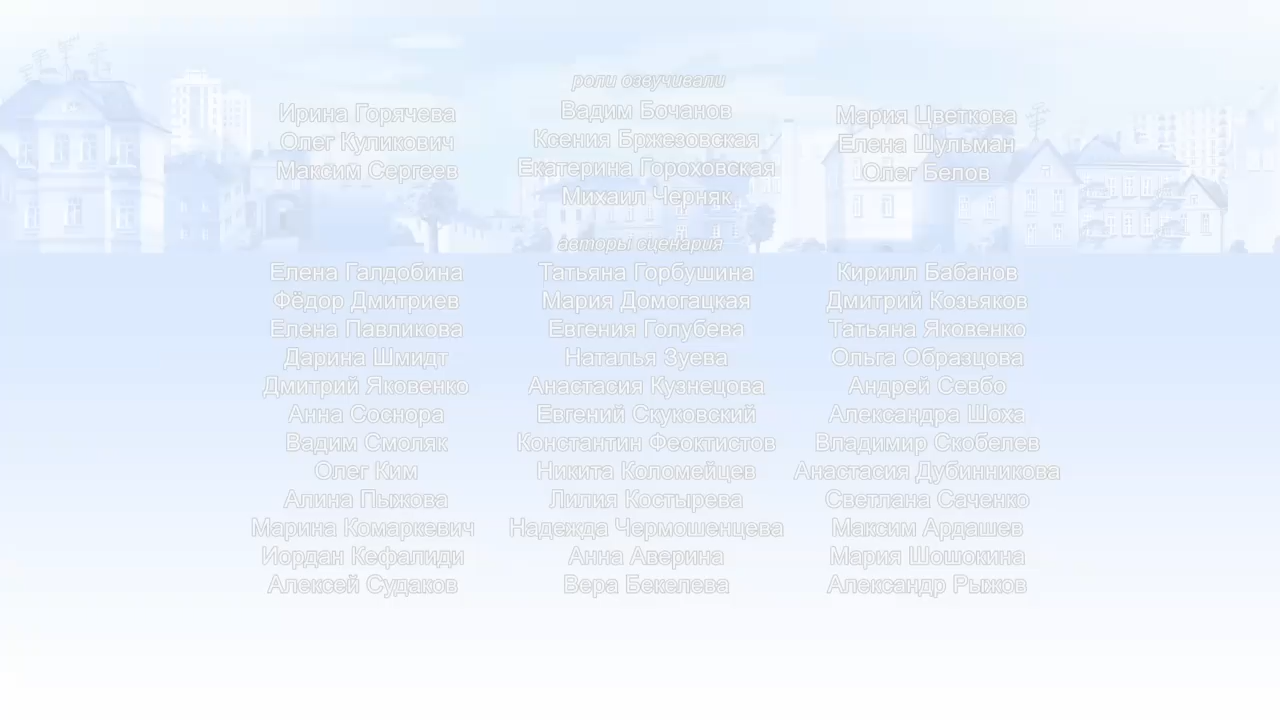 роли озвучивали
Ирина Горячева
Вадим Бочанов
Мария Цветкова
Олег Куликович
Ксения Бржезовская
Елена Шульман
Максим Сергеев
Екатерина Гороховская
Олег Белов
Михаил Черняк
авторы сценария
Елена Галдобина
Татьяна Горбушина
Кирилл Бабанов
Фёдор Дмитриев
Мария Домогацкая
Дмитрий Козьяков
Елена Павликова
Евгения Голубева
Татьяна Яковенко
Дарина Шмидт
Наталья Зуева
Ольга Образцова
Дмитрий Яковенко
Анастасия Кузнецова
Андрей Севбо
Анна Соснора
Евгений Скуковский
Александра Шоха
Вадим Смоляк
Константин Феоктистов
Владимир Скобелев
Олег Ким
Никита Коломейцев
Анастасия Дубинникова
Алина Пыжова
Лилия Костырева
Светлана Саченко
Марина Комаркевич
Надежда Чермошенцева
Максим Ардашев
Иордан Кефалиди
Анна Аверина
Мария Шошокина
Алексей Судаков
Вера Бекелева
Александр Рыжов